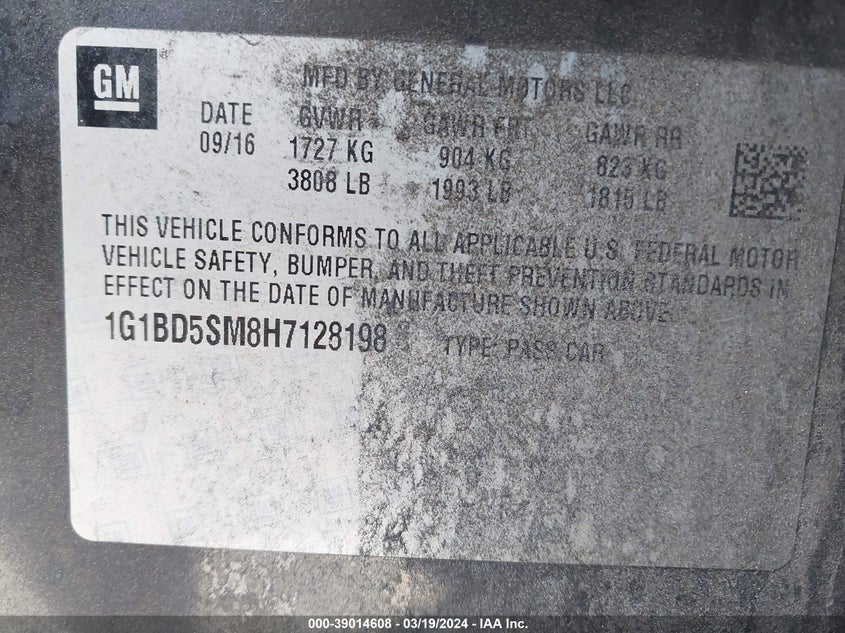 GM
MFD BY GENERAL MOTORS LLC
DATE GVWR GAWR FRT GAWR RR
09/16 1727 KG 904 KG 823 KG
3808 LB 1993 LB 1815 LB
THIS VEHICLE CONFORMS TO ALL APPLICABLE U.S. FEDERAL MOTOR
VEHICLE SAFETY, BUMPER, AND THEFT PREVENTION STANDARDS IN
EFFECT ON THE DATE OF MANUFACTURE SHOWN ABOVE.
1G1BD5SM8H7128198 TYPE: PASS CAR
000-39014608 - 03/19/2024 - IAA Inc.